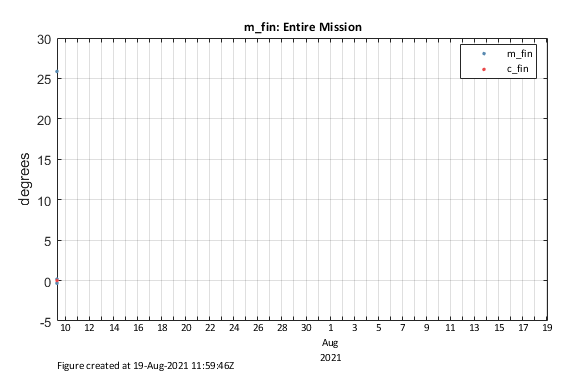 m_fin: Entire Mission
m_fin
c_fin
degrees
30
25
20
15
10
5
0
-5
10 12 14 16 18 20 22 24 26 28 30 1 3 4 7 9 11 13 15 17 19
Aug
2021
Figure created at 19-Aug-2021 11:59:46Z